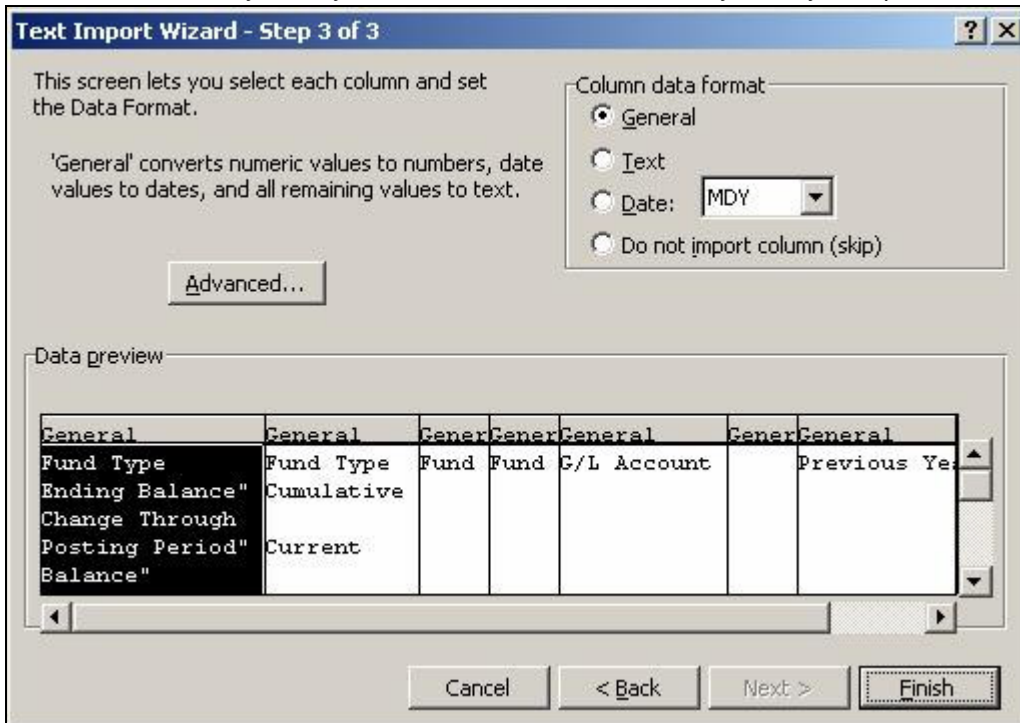 Text Import Wizard - Step 3 of 3
This screen lets you select each column and set
the Data Format.
'General' converts numeric values to numbers, date
values to dates, and all remaining values to text.
Advanced...
Column data format
General
Text
Date: MDY
Do not import column (skip)
Data preview
General General Gener Gener General Gener General
Fund Type Fund Type Fund Fund G/L Account Previous Yea
Ending Balance" Cumulative
Change Through
Posting Period" Current
Balance"
Cancel < Back Next > Finish